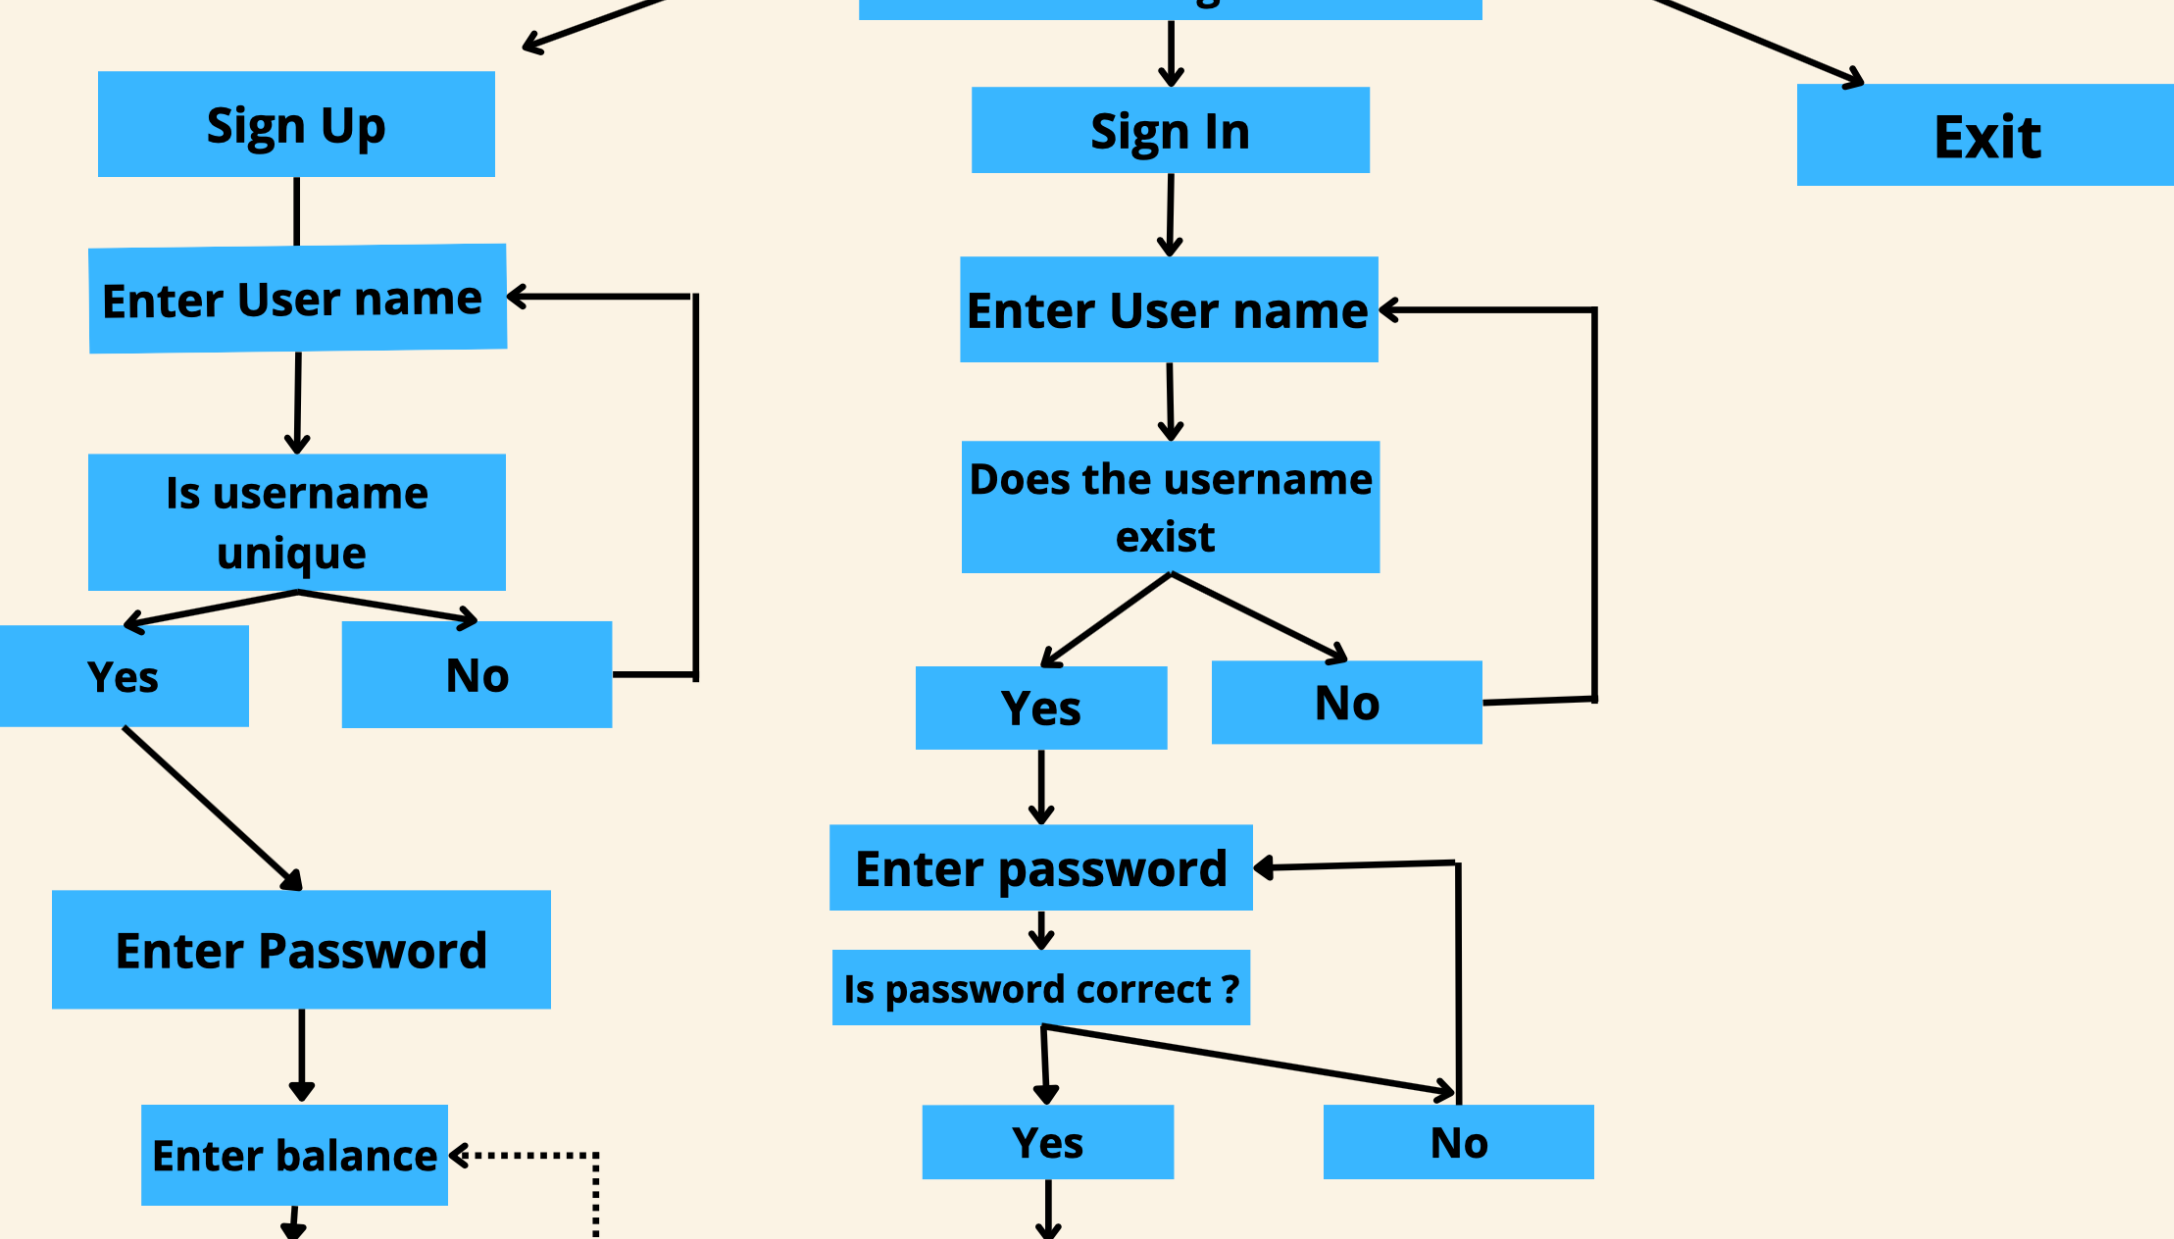 Sign Up
Sign In
Exit
Enter User name
Enter User name
Is username
unique
Does the username
exist
Yes
No
Yes
No
Enter password
Enter Password
Is password correct ?
Enter balance
Yes
No